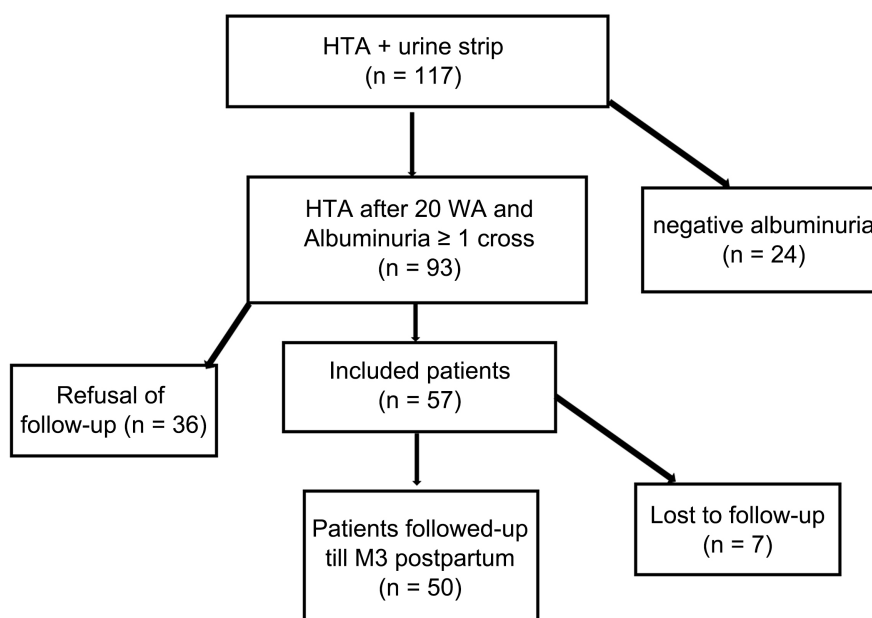 HTA + urine strip
(n = 117)
HTA after 20 WA and
Albuminuria ≥ 1 cross
(n = 93)
negative albuminuria
(n = 24)
Refusal of
follow-up (n = 36)
Included patients
(n = 57)
Patients followed-up
till M3 postpartum
(n = 50)
Lost to follow-up
(n = 7)